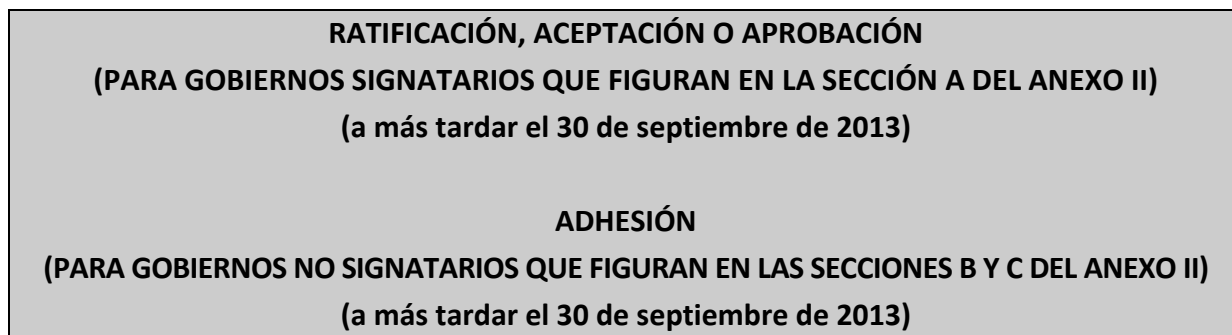 RATIFICACIÓN, ACEPTACIÓN O APROBACIÓN
(PARA GOBIERNOS SIGNATARIOS QUE FIGURAN EN LA SECCIÓN A DEL ANEXO II)
(a más tardar el 30 de septiembre de 2013)
ADHESIÓN
(PARA GOBIERNOS NO SIGNATARIOS QUE FIGURAN EN LAS SECCIONES B Y C DEL ANEXO II)
(a más tardar el 30 de septiembre de 2013)